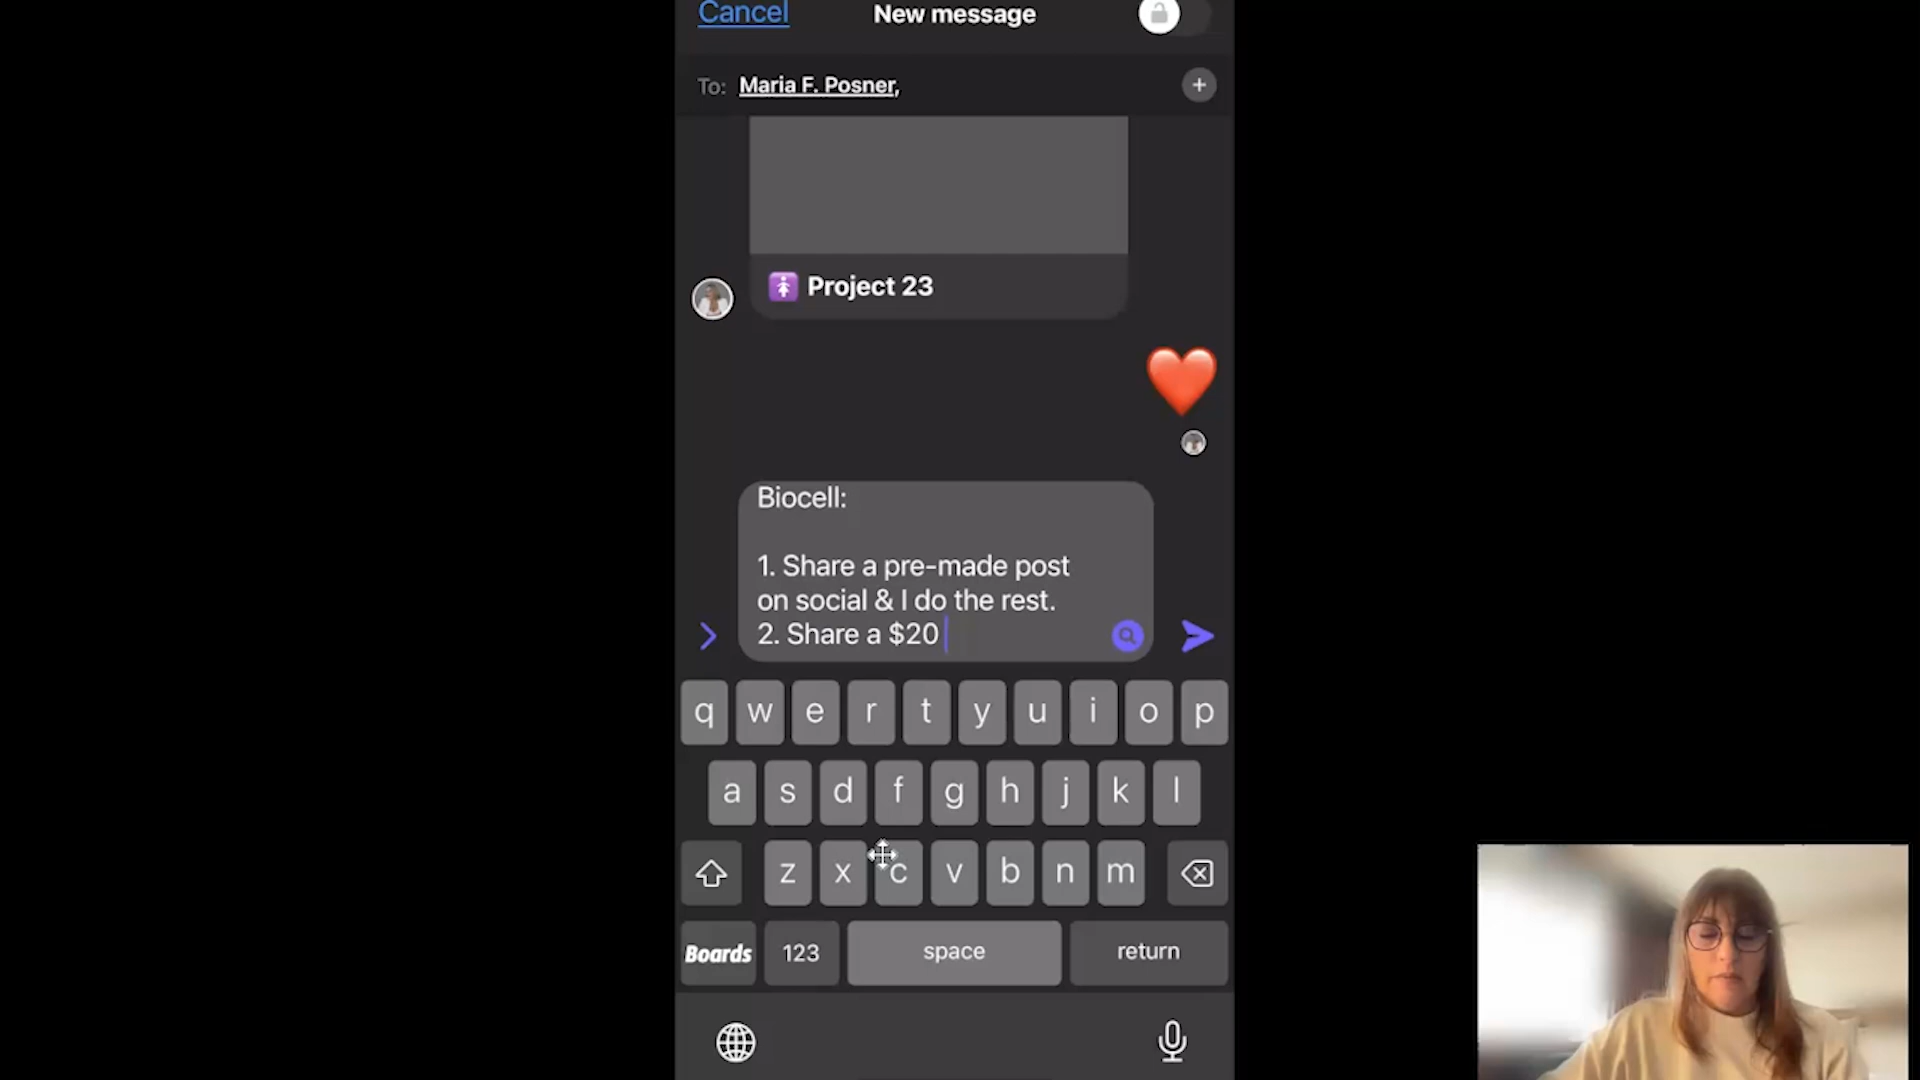 Cancel
New message
To: Maria F. Posner,
Project 23
Biocell:
1. Share a pre-made post
on social & I do the rest.
2. Share a $20
q w e r t y u i o p
a s d f g h j k l
z x c v b n m
Boards 123 space return